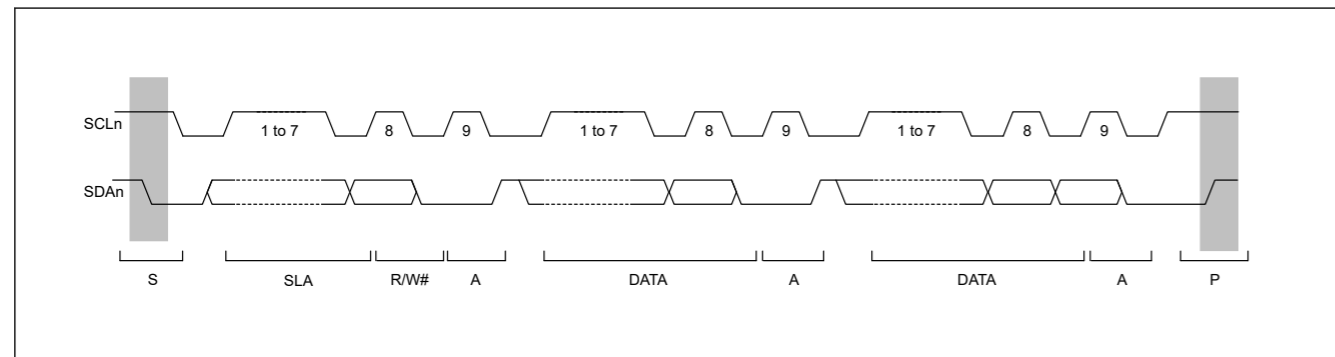 SCLn
1 to 7 8 9 1 to 7 8 9 1 to 7 8 9
SDAn
S SLA R/W# A DATA A DATA A P